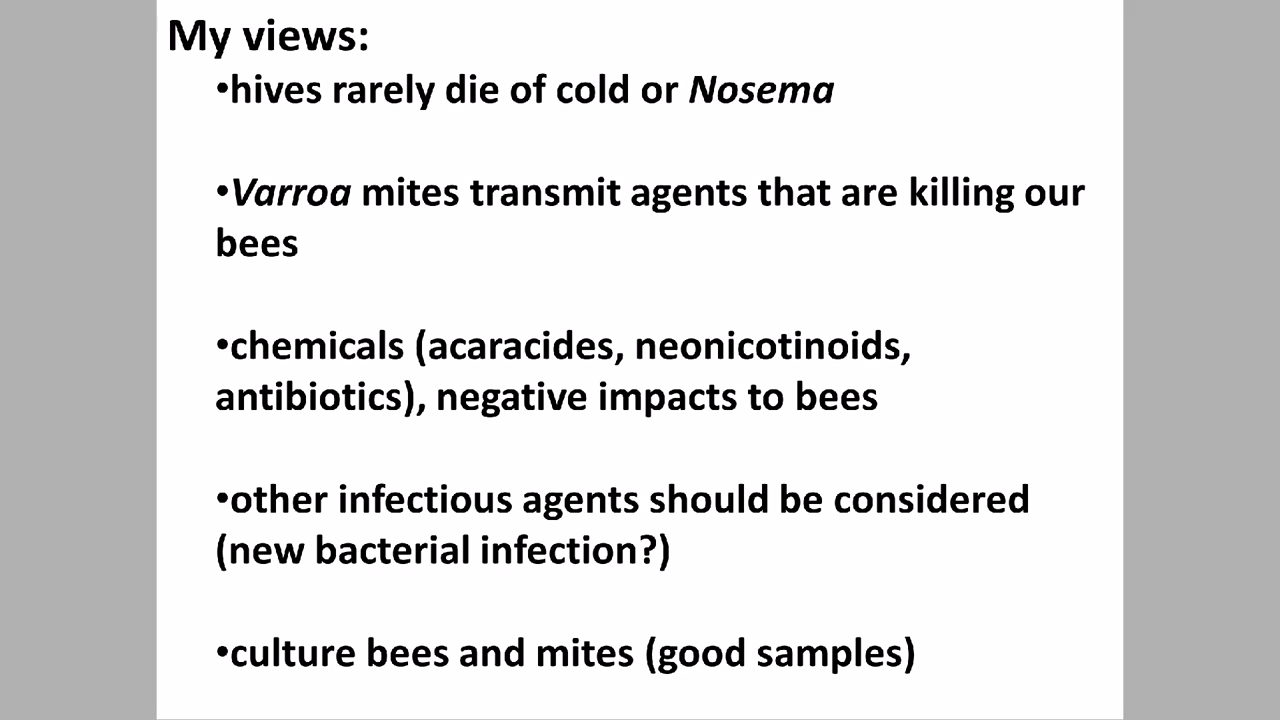 My views:
•hives rarely die of cold or Nosema
•Varroa mites transmit agents that are killing our
bees
•chemicals (acaracides, neonicotinoids,
antibiotics), negative impacts to bees
•other infectious agents should be considered
(new bacterial infection?)
•culture bees and mites (good samples)